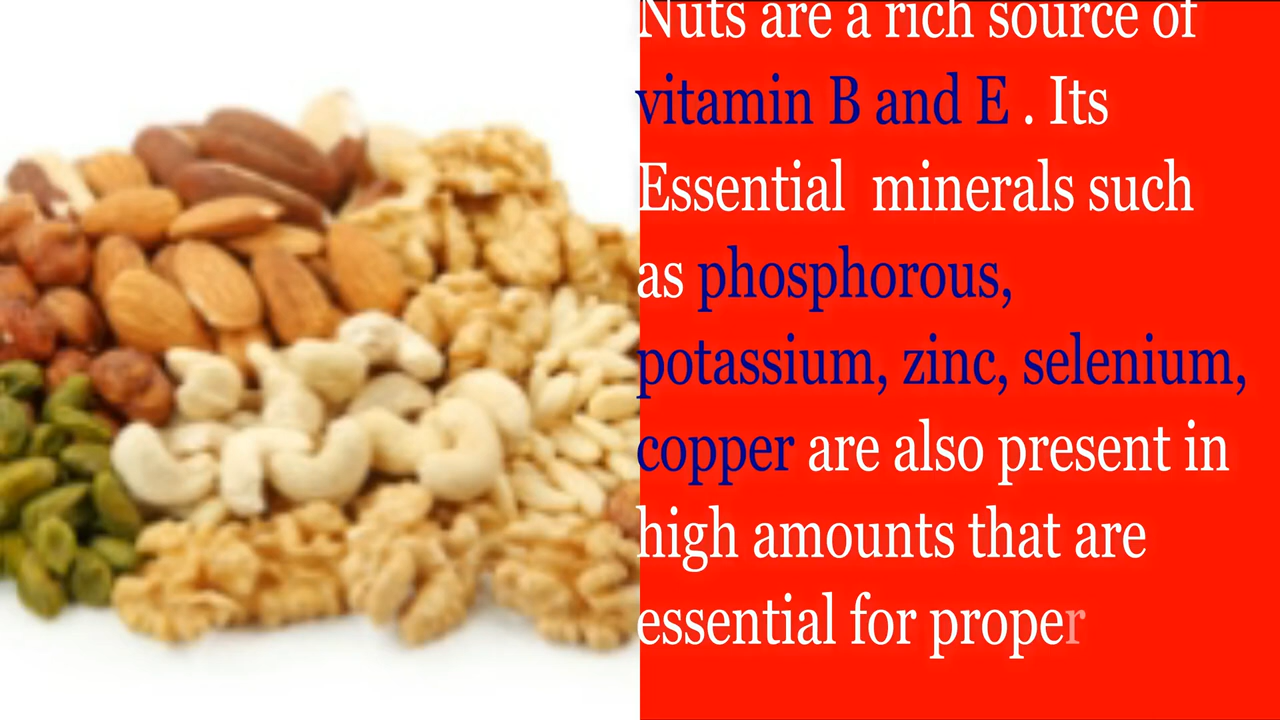 Nuts are a rich source of
vitamin B and E . Its
Essential  minerals such
as phosphorous,
potassium, zinc, selenium,
copper are also present in
high amounts that are
essential for proper